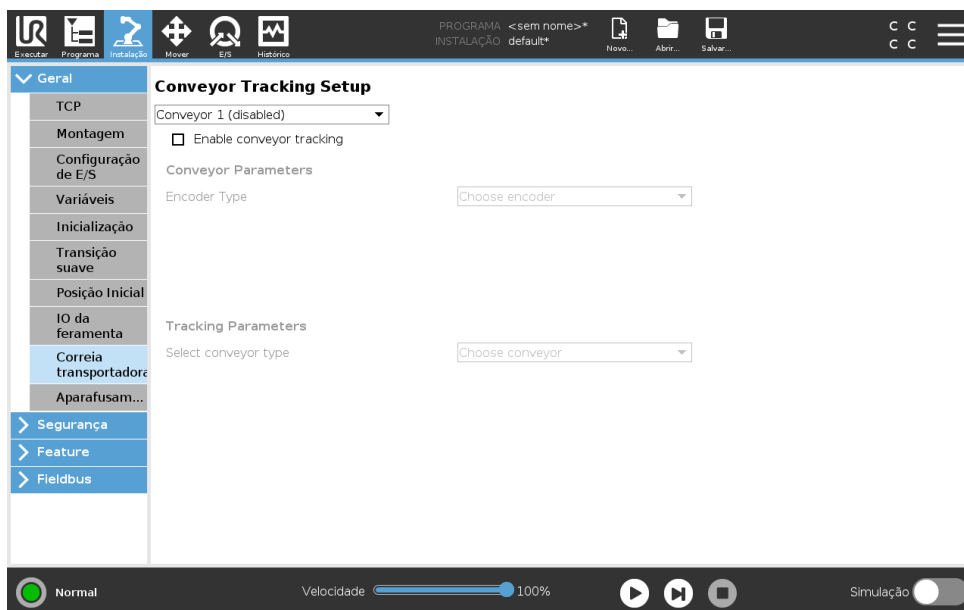 PROGRAMA <sem nome>*
INSTALAÇÃO default*
Executar Programa Instalação Mover E/S Histórico Novo... Abrir... Salvar...
C C
C C
Geral
TCP
Montagem
Configuração
de E/S
Variáveis
Inicialização
Transição
suave
Posição Inicial
IO da
feramenta
Correia
transportadora
Aparafusam...
Segurança
Feature
Fieldbus
Conveyor Tracking Setup
Conveyor 1 (disabled)
Enable conveyor tracking
Conveyor Parameters
Encoder Type Choose encoder
Tracking Parameters
Select conveyor type Choose conveyor
Normal Velocidade 100% Simulação